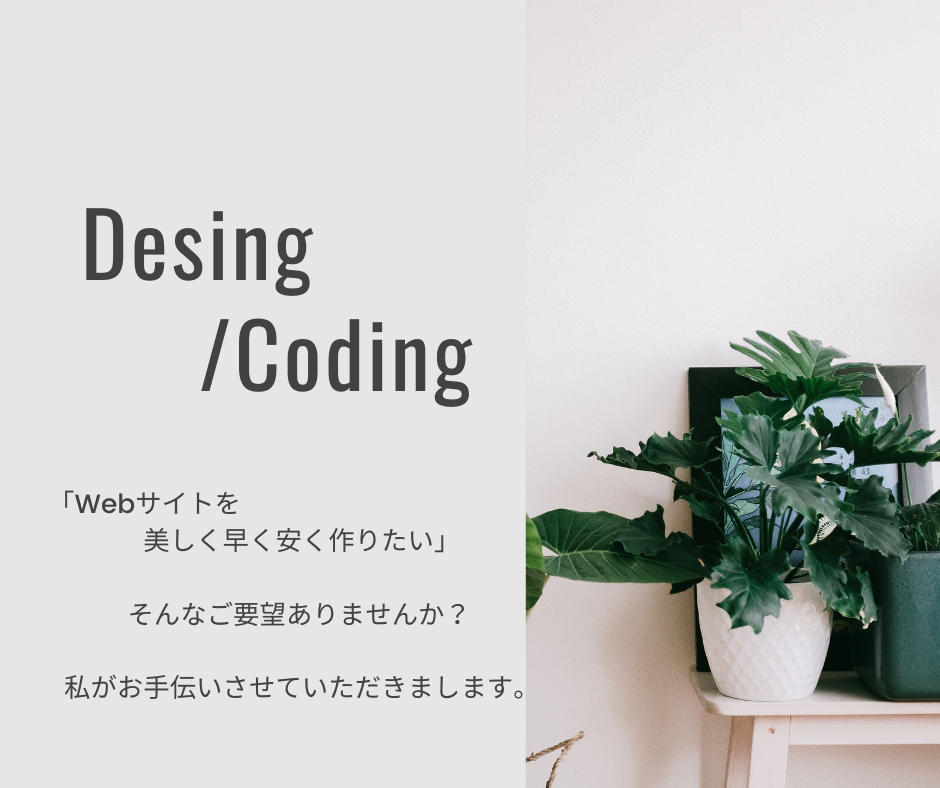 Desing
/Coding
「Webサイトを
美しく早く安く作りたい」
そんなご要望ありませんか？
私がお手伝いさせていただきまします。